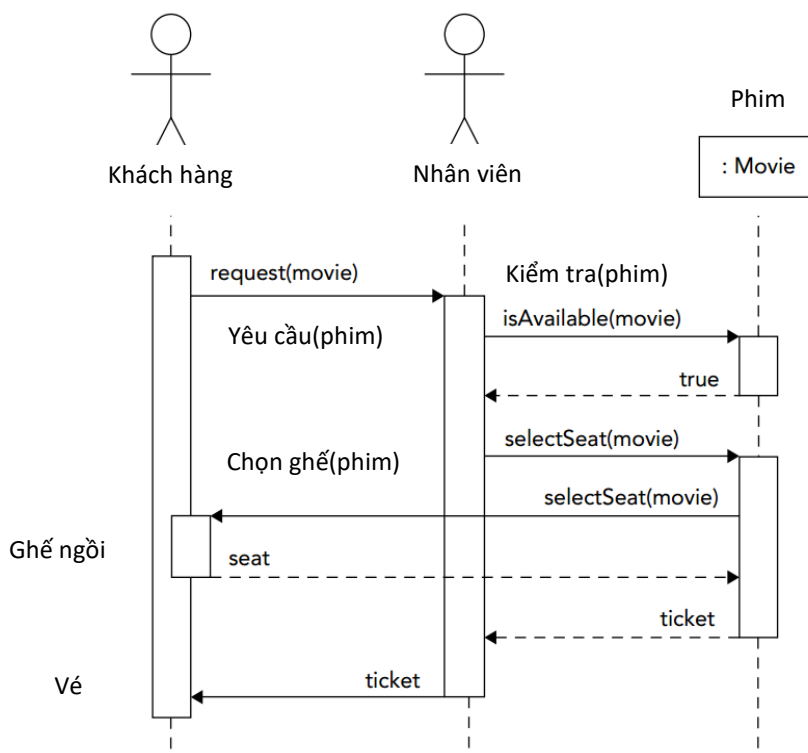 Phim
: Movie
Khách hàng
Nhân viên
request(movie)
Kiểm tra(phim)
isAvailable(movie)
Yêu cầu(phim)
true
selectSeat(movie)
Chọn ghế(phim)
selectSeat(movie)
Ghế ngồi
seat
ticket
Vé
ticket